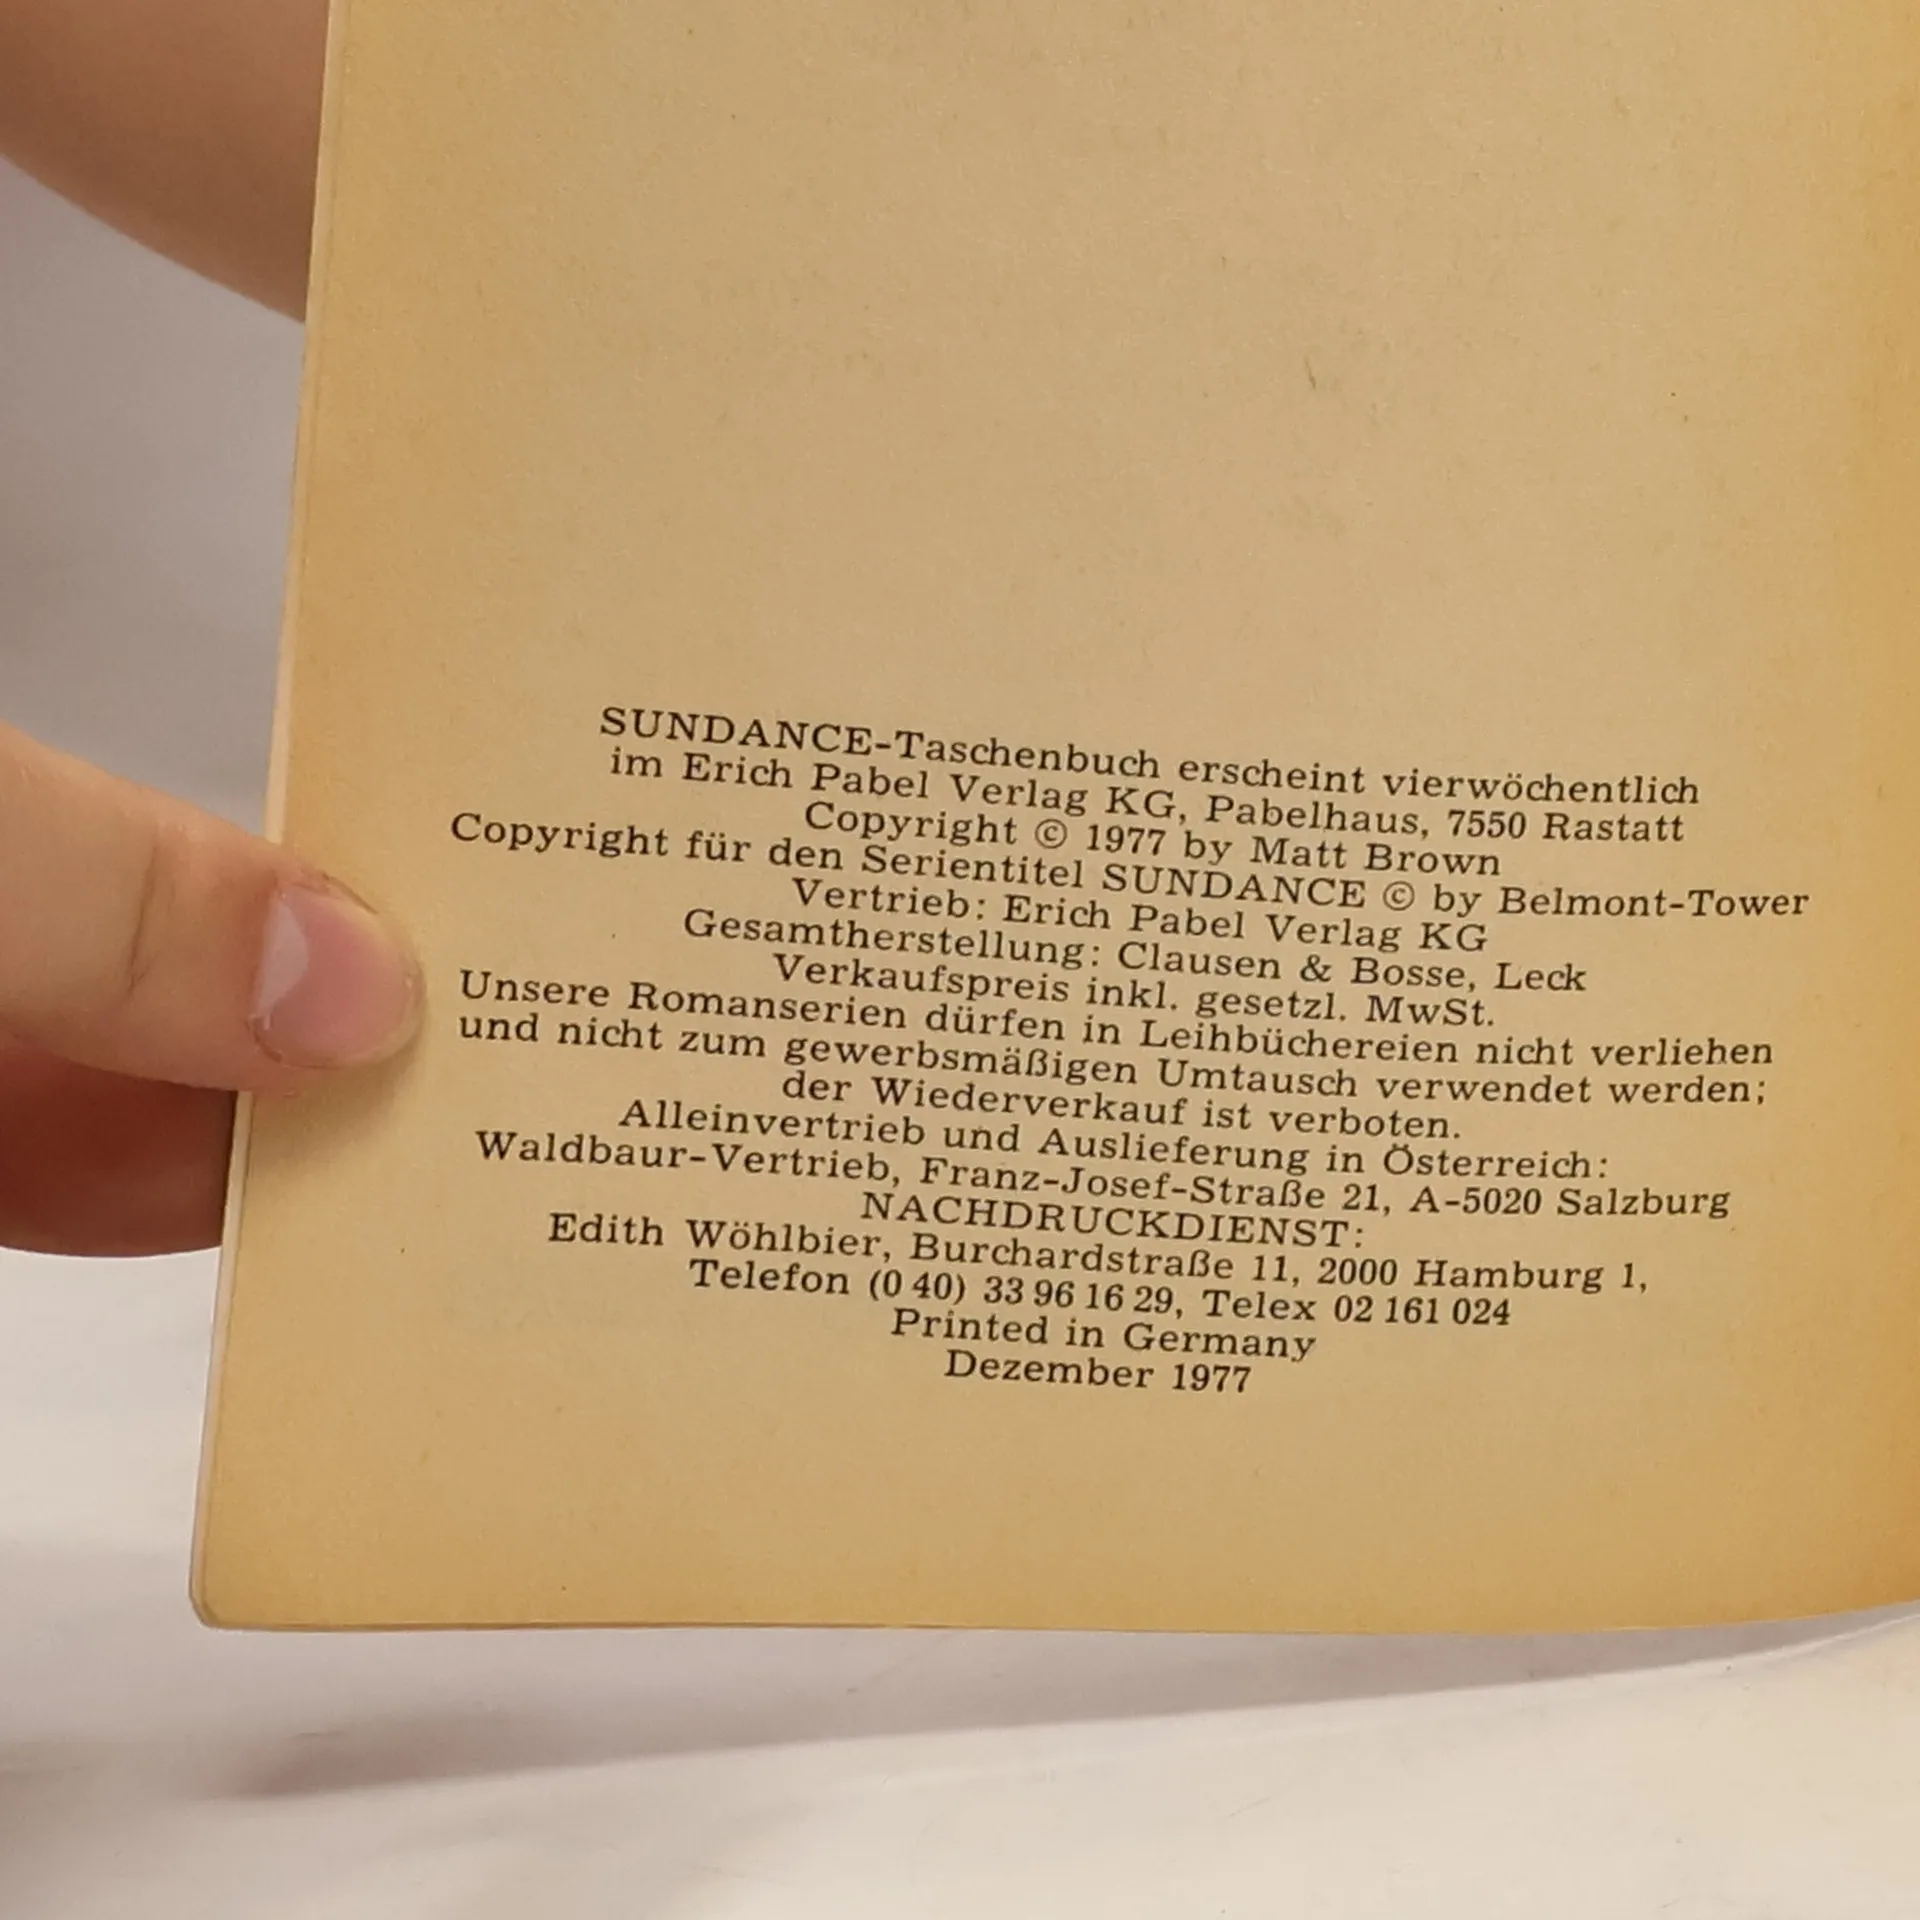 SUNDANCE-Taschenbuch erscheint vierwöchentlich
im Erich Pabel Verlag KG, Pabelhaus, 7550 Rastatt
Copyright © 1977 by Matt Brown
Copyright für den Serientitel SUNDANCE © by Belmont-Tower
Vertrieb: Erich Pabel Verlag KG
Gesamtherstellung: Clausen & Bosse, Leck
Verkaufspreis inkl. gesetzl. MwSt.
Unsere Romanserien dürfen in Leihbüchereien nicht verliehen
und nicht zum gewerbsmäßigen Umtausch verwendet werden;
der Wiederverkauf ist verboten.
Alleinvertrieb und Auslieferung in Österreich:
Waldbaur-Vertrieb, Franz-Josef-Straße 21, A-5020 Salzburg
NACHDRUCKDIENST:
Edith Wöhlbier, Burchardstraße 11, 2000 Hamburg 1,
Telefon (0 40) 33 96 16 29, Telex 02 161 024
Printed in Germany
Dezember 1977